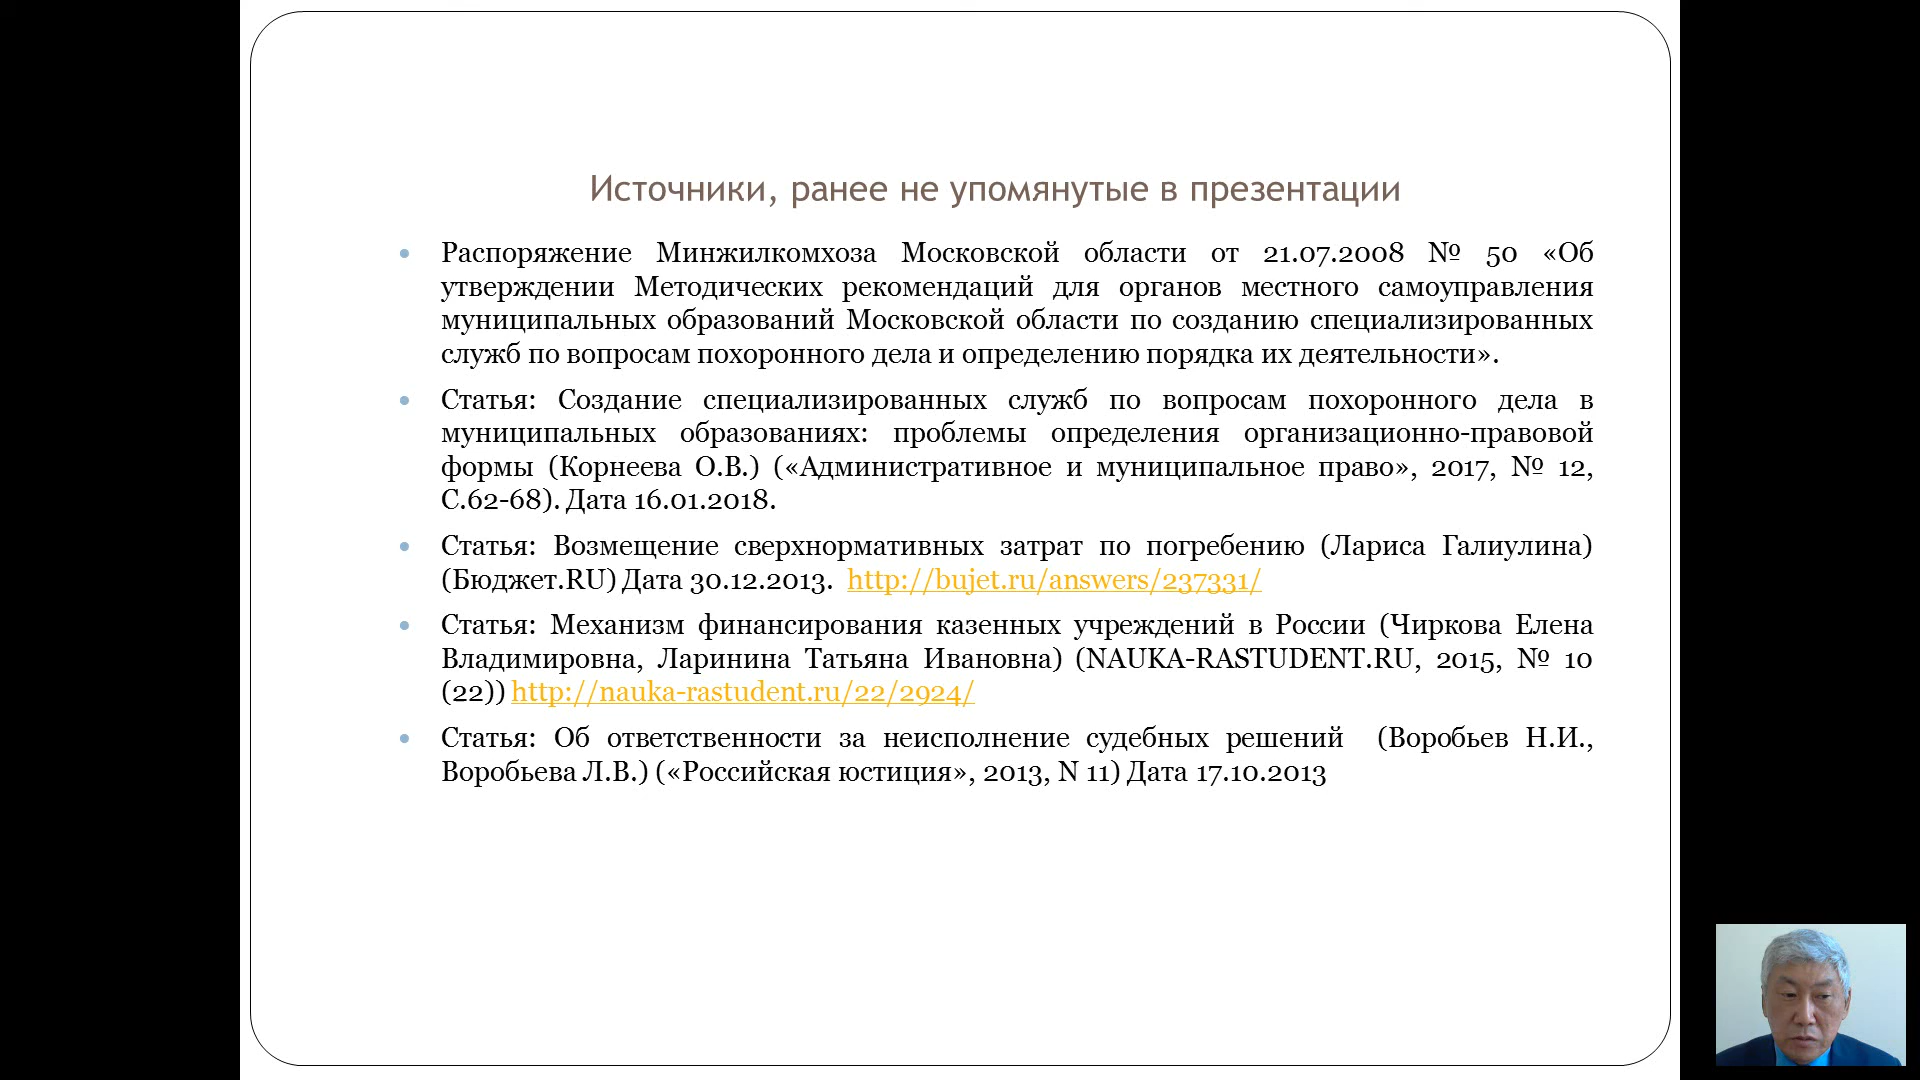 Источники, ранее не упомянутые в презентации
Распоряжение Минжилкомхоза Московской области от 21.07.2008 № 50 «Об
утверждении Методических рекомендаций для органов местного самоуправления
муниципальных образований Московской области по созданию специализированных
служб по вопросам похоронного дела и определению порядка их деятельности».
Статья: Создание специализированных служб по вопросам похоронного дела в
муниципальных образованиях: проблемы определения организационно-правовой
формы (Корнеева О.В.) («Административное и муниципальное право», 2017, № 12,
С.62-68). Дата 16.01.2018.
Статья: Возмещение сверхнормативных затрат по погребению (Лариса Галиулина)
(Бюджет.RU) Дата 30.12.2013. http://bujet.ru/answers/237331/
Статья: Механизм финансирования казенных учреждений в России (Чиркова Елена
Владимировна, Ларинина Татьяна Ивановна) (NAUKA-RASTUDENT.RU, 2015, № 10
(22)) http://nauka-rastudent.ru/22/2924/
Статья: Об ответственности за неисполнение судебных решений (Воробьев Н.И.,
Воробьева Л.В.) («Российская юстиция», 2013, N 11) Дата 17.10.2013